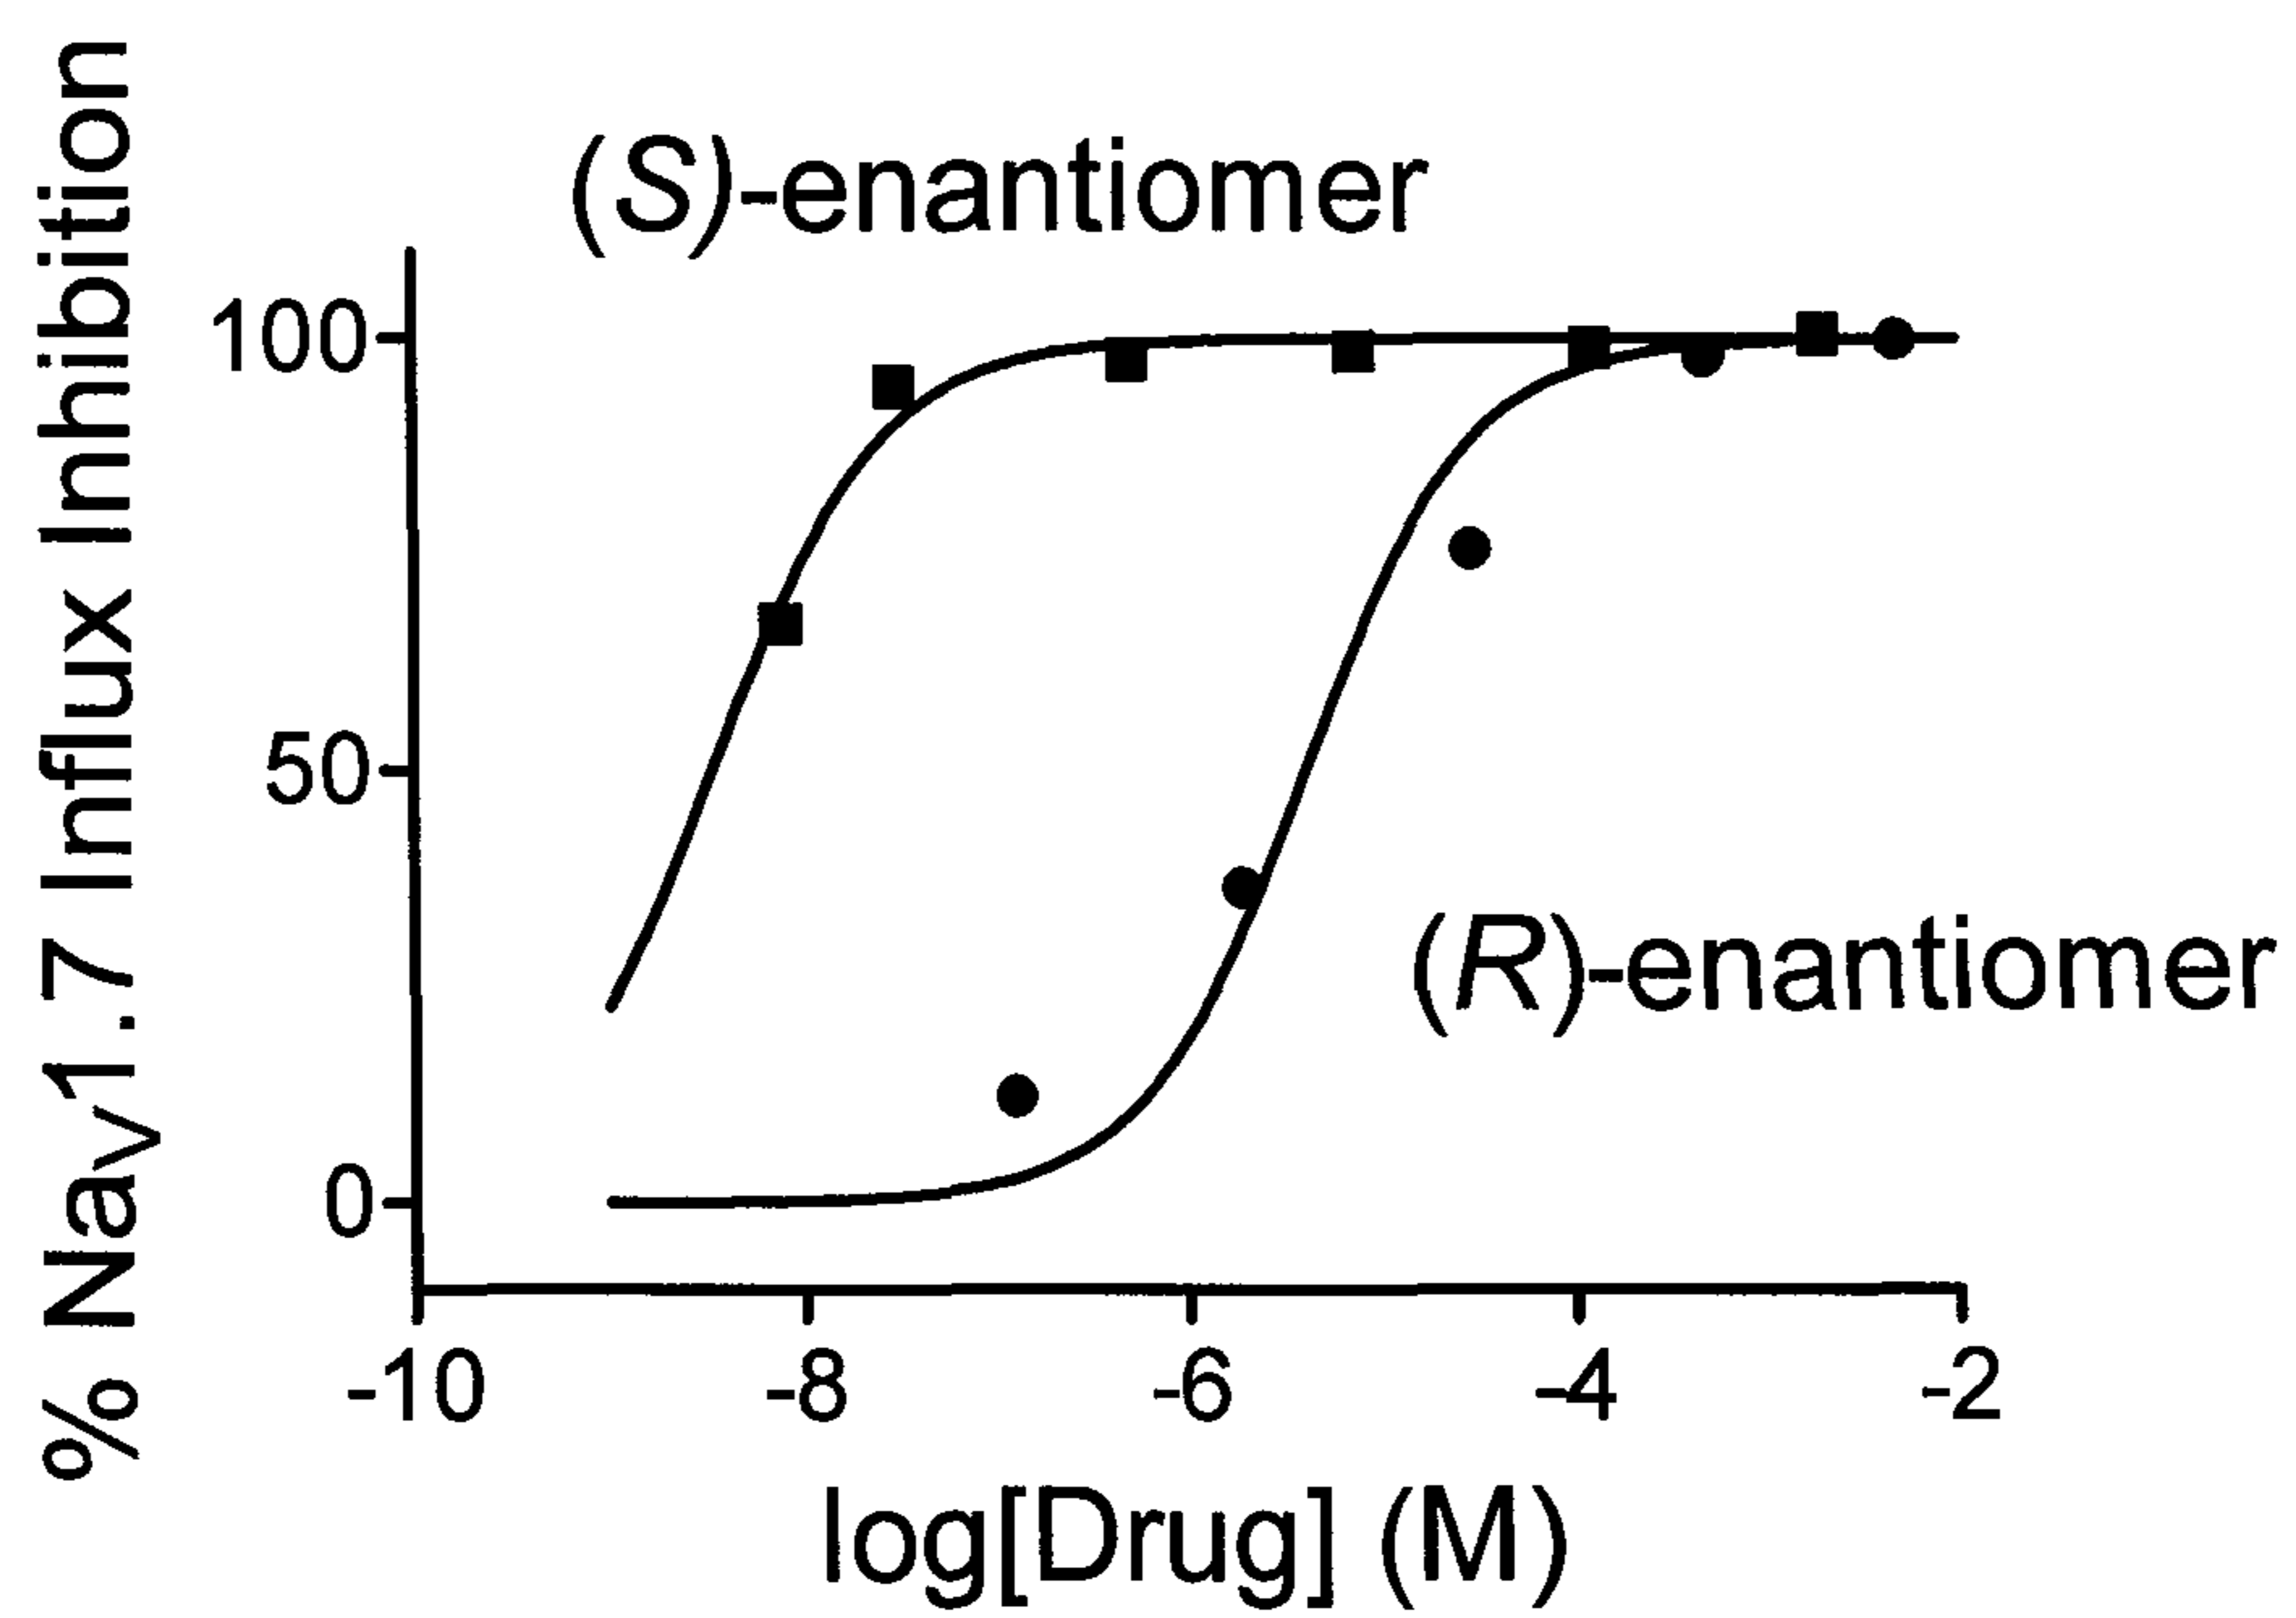 % Nav1.7 Influx Inhibition
(S)-enantiomer
100
50
0
(R)-enantiomer
-10 -8 -6 -4 -2
log[Drug] (M)